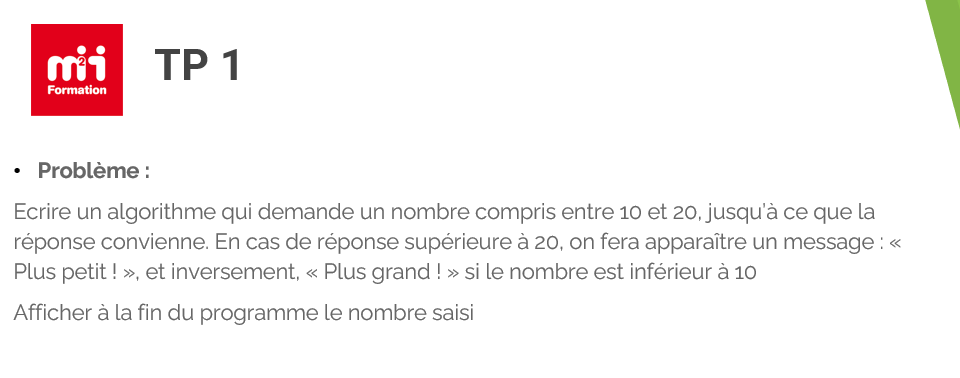 m2i
Formation
TP 1
• Problème :
Ecrire un algorithme qui demande un nombre compris entre 10 et 20, jusqu'à ce que la
réponse convienne. En cas de réponse supérieure à 20, on fera apparaître un message : «
Plus petit ! », et inversement, « Plus grand ! » si le nombre est inférieur à 10
Afficher à la fin du programme le nombre saisi